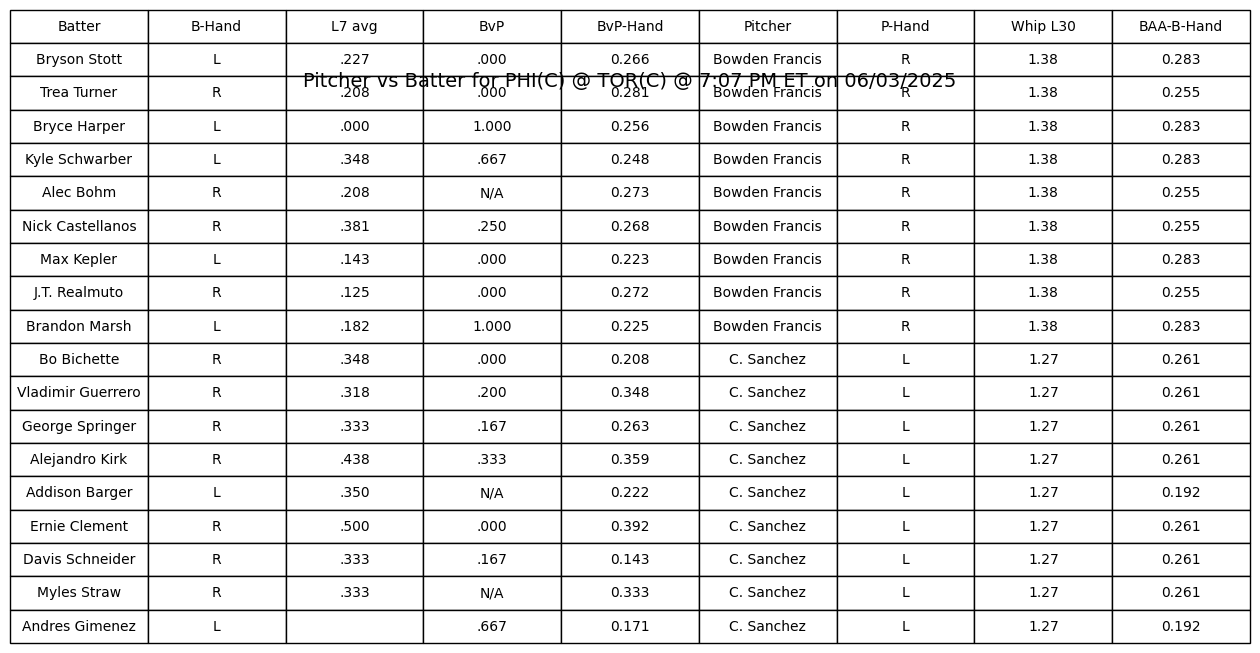 Batter B-Hand L7 avg BvP BvP-Hand Pitcher P-Hand Whip L30 BAA-B-Hand
Bryson Stott L .227 .000 0.266 Bowden Francis R 1.38 0.283
Pitcher vs Batter for PHI(C) @ TOR(C) @ 7:07 PM ET on 06/03/2025
Trea Turner R .208 .000 0.281 Bowden Francis R 1.38 0.255
Bryce Harper L .000 1.000 0.256 Bowden Francis R 1.38 0.283
Kyle Schwarber L .348 .667 0.248 Bowden Francis R 1.38 0.283
Alec Bohm R .208 N/A 0.273 Bowden Francis R 1.38 0.255
Nick Castellanos R .381 .250 0.268 Bowden Francis R 1.38 0.255
Max Kepler L .143 .000 0.223 Bowden Francis R 1.38 0.283
J.T. Realmuto R .125 .000 0.272 Bowden Francis R 1.38 0.255
Brandon Marsh L .182 1.000 0.225 Bowden Francis R 1.38 0.283
Bo Bichette R .348 .000 0.208 C. Sanchez L 1.27 0.261
Vladimir Guerrero R .318 .200 0.348 C. Sanchez L 1.27 0.261
George Springer R .333 .167 0.263 C. Sanchez L 1.27 0.261
Alejandro Kirk R .438 .333 0.359 C. Sanchez L 1.27 0.261
Addison Barger L .350 N/A 0.222 C. Sanchez L 1.27 0.192
Ernie Clement R .500 .000 0.392 C. Sanchez L 1.27 0.261
Davis Schneider R .333 .167 0.143 C. Sanchez L 1.27 0.261
Myles Straw R .333 N/A 0.333 C. Sanchez L 1.27 0.261
Andres Gimenez L .667 0.171 C. Sanchez L 1.27 0.192